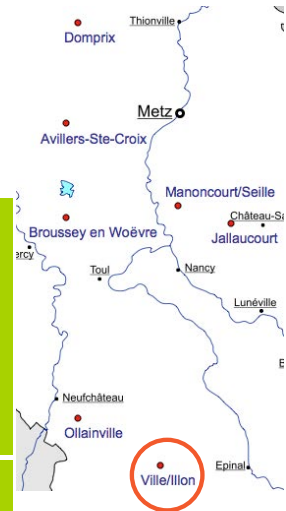 Thionville
Domprix
Metz
Avillers-Ste-Croix
Manoncourt/Seille
Château-Sa
Broussey en Woëvre
Jallaucourt
ercy
Toul
Nancy
Lunéville
B
Neufchâteau
Ollainville
Epinal
Ville/Illon